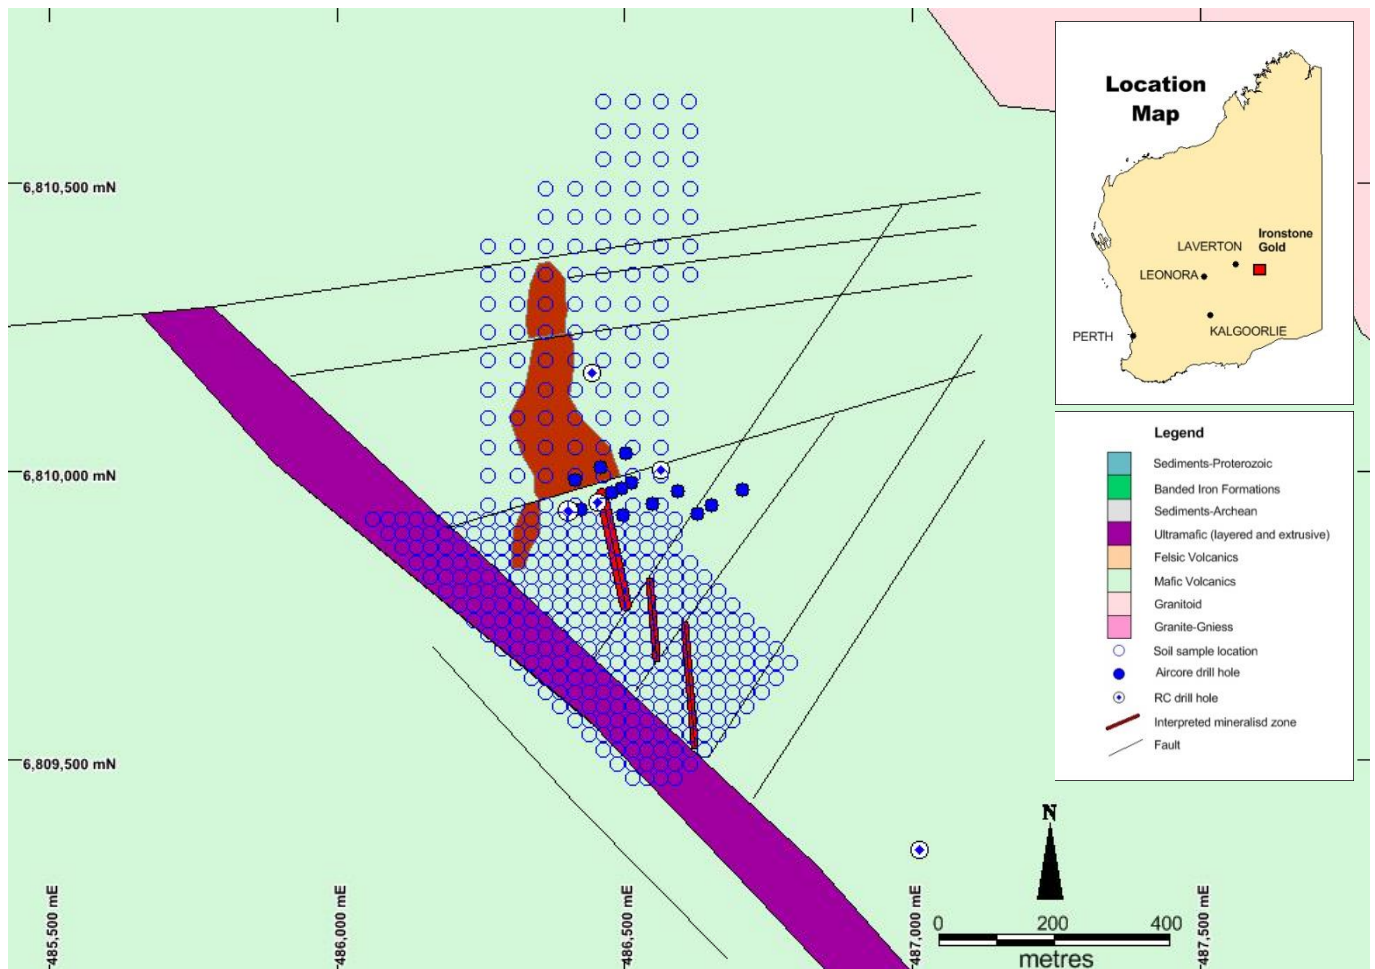 Location
Map
6,810,500 mN
Ironstone
Gold
LAVERTON
LEONORA
KALGOORLIE
PERTH
Legend
Sediments-Proterozoic
6,810,000 mN
Banded Iron Formations
Sediments-Archean
Ultramafic (layered and extrusive)
Felsic Volcanics
Mafic Volcanics
Granitoid
Granite-Gneiss
Soil sample location
Aircore drill hole
RC drill hole
Interpreted mineralisd zone
Fault
6,809,500 mN
N
485,500 mE
486,000 mE
486,500 mE
487,000 mE
487,500 mE
0 200 400
metres